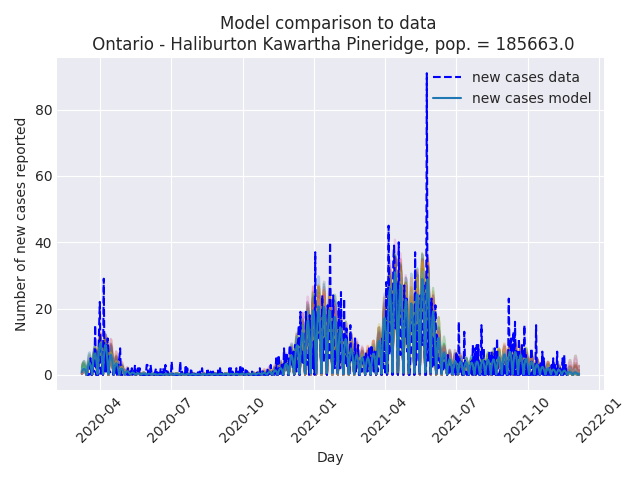 Model comparison to data
Ontario - Haliburton Kawartha Pineridge, pop. = 185663.0
new cases data
new cases model
Number of new cases reported
80
60
40
20
0
2020-04
2020-07
2020-10
2021-01
2021-04
2021-07
2021-10
2022-01
Day